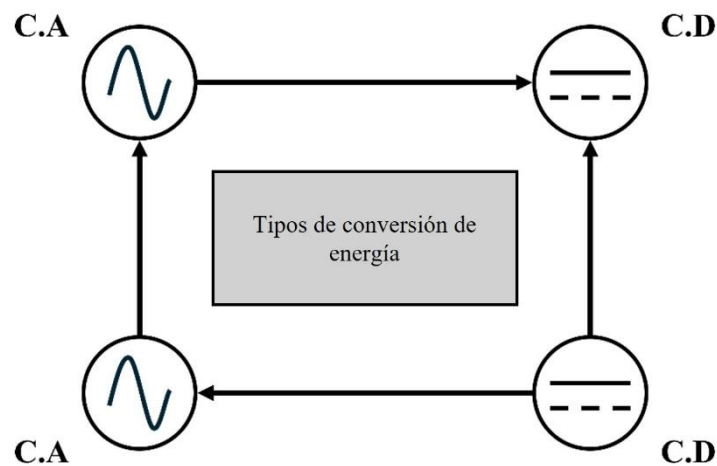 C.A
C.D
Tipos de conversión de
energía
C.A
C.D